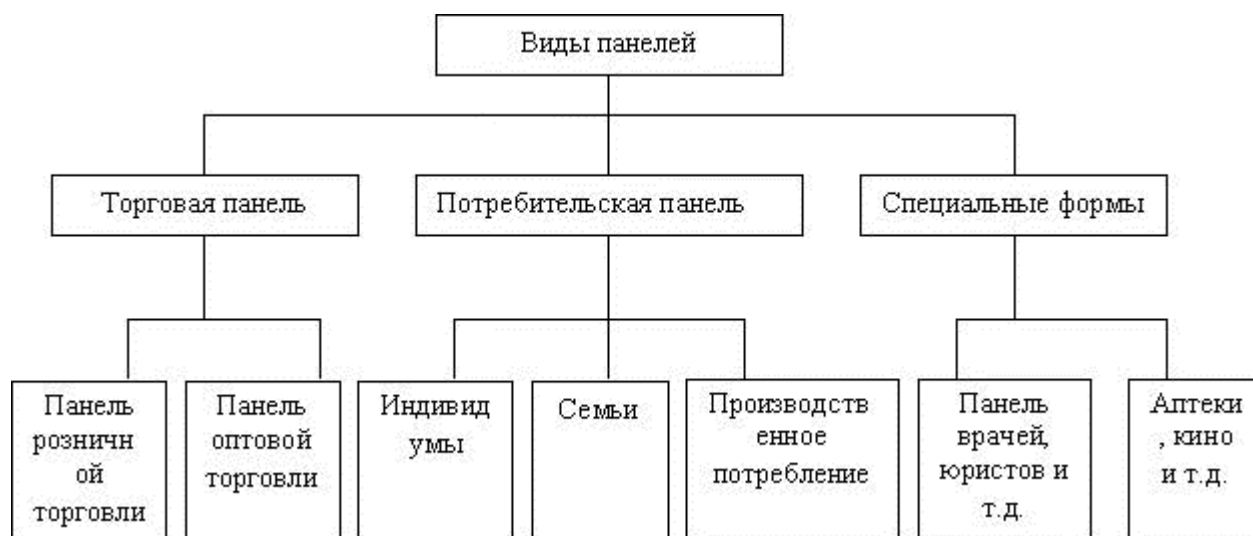 Виды панелей
Торговая панель
Потребительская панель
Специальные формы
Панель
розничн
ой
торговли
Панель
оптовой
торговли
Индивид
умы
Семьи
Производств
енное
потребление
Панель
врачей,
юристов и
т.д.
Аптеки
, кино
и т.д.